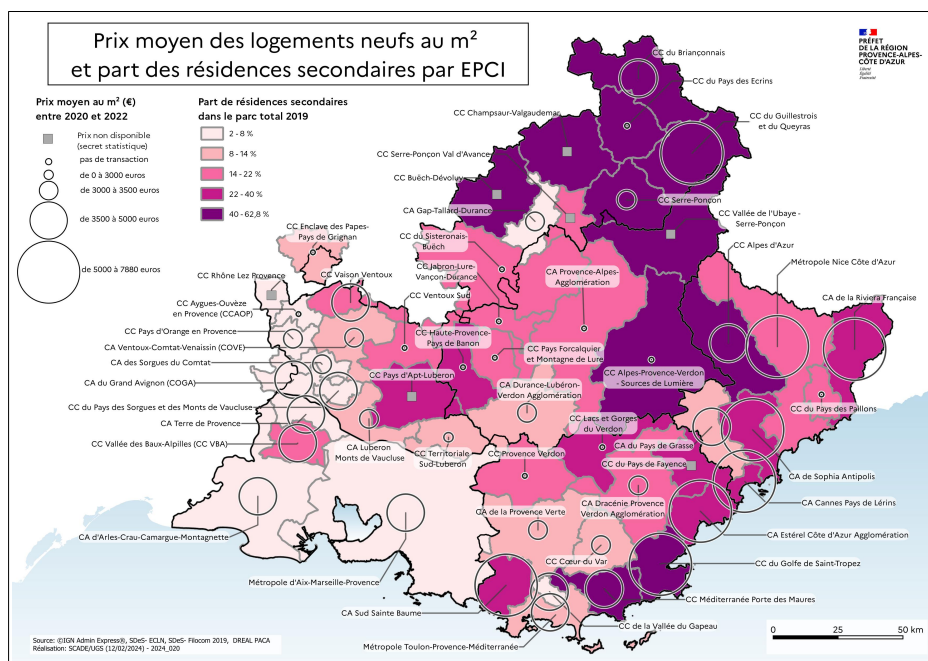 Prix moyen des logements neufs au m²
et part des résidences secondaires par EPCI
PRÉFET
DE LA RÉGION
PROVENCE-ALPES-
CÔTE D'AZUR
Liberté
Égalité
Fraternité
Prix moyen au m² (€)
entre 2020 et 2022
Prix non disponible
(secret statistique)
pas de transaction
de 0 à 3000 euros
de 3000 à 3500 euros
de 3500 à 5000 euros
de 5000 à 7880 euros
Part de résidences secondaires
dans le parc total 2019
2 - 8 %
8 - 14 %
14 - 22 %
22 - 40 %
40 - 62,8 %
CC du Briançonnais
CC du Pays des Ecrins
CC Champsaur-Valgaudemar
CC du Guillestrois
et du Queyras
CC Serre-Ponçon Val d'Avance
CC Buëch-Dévoluy
CC Serre-Ponçon
CA Gap-Tallard-Durance
CC Vallée de l'Ubaye -
Serre-Ponçon
CC Enclave des Papes-
Pays de Grignan
CC du Sisteronais-
Buëch
CC Alpes d'Azur
Métropole Nice Côte d'Azur
CC Rhône Lez Provence
CC Vaison Ventoux
CC Jabron-Lure-
Vançon-Durance
CA Provence-Alpes-
Agglomération
CC Aygues-Ouvèze
en Provence (CCAOP)
CC Ventoux Sud
CA de la Riviera Française
CC Pays d'Orange en Provence
CC Haute-Provence-
Pays de Banon
CA Ventoux-Comtat-Venaissin (COVE)
CC Pays Forcalquier
et Montagne de Lure
CA des Sorgues du Comtat
CC Pays d'Apt-Luberon
CC Alpes-Provence-Verdon
- Sources de Lumière
CA du Grand Avignon (COGA)
CA Durance-Lubéron-
Verdon Agglomération
CC du Pays des Sorgues et des Monts de Vaucluse
CC du Pays des Paillons
CA Terre de Provence
CC Lacs et Gorges
du Verdon
CC Vallée des Baux-Alpilles (CC VBA)
CA Luberon
Monts de Vaucluse
CC Territoriale
Sud-Luberon
CC Provence Verdon
CA du Pays de Grasse
CC du Pays de Fayence
CA de Sophia Antipolis
CA Cannes Pays de Lérins
CA de la Provence Verte
CA Dracénie Provence
Verdon Agglomération
CA d'Arles-Crau-Camargue-Montagnette
CA Estérel Côte d'Azur Agglomération
CC Cœur du Var
CC du Golfe de Saint-Tropez
Métropole d'Aix-Marseille-Provence
CC Méditerranée Porte des Maures
CA Sud Sainte Baume
CC de la Vallée du Gapeau
Métropole Toulon-Provence-Méditerranée
Source: ©IGN Admin Express®, SDeS- ECLN, SDeS- Filocom 2019, DREAL PACA
Réalisation: SCADE/UGS (12/02/2024) - 2024_020
0 25 50 km